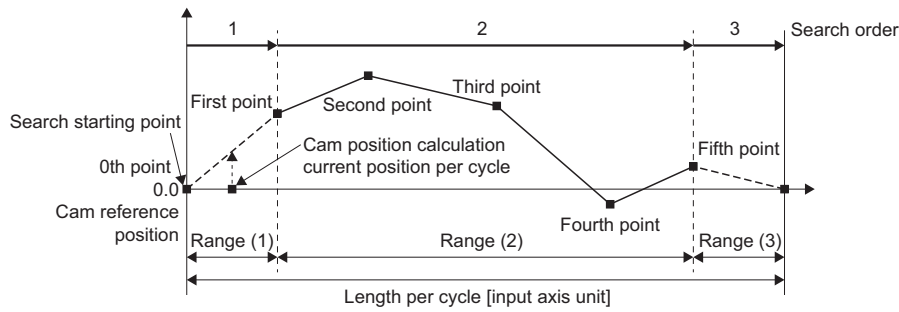 1
2
3
Search order
First point
Second point
Third point
Search starting point
Cam position calculation
current position per cycle
Fifth point
0th point
0.0
Cam reference
position
Fourth point
Range (1)
Range (2)
Range (3)
Length per cycle [input axis unit]